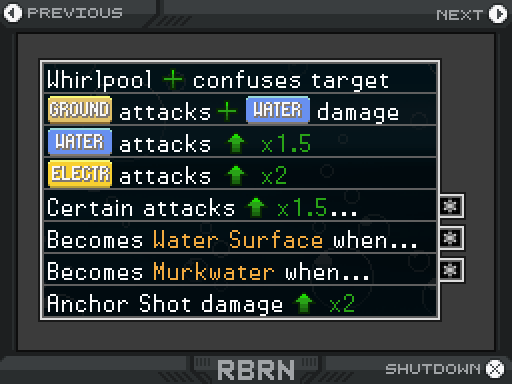 PREVIOUS
NEXT
Whirlpool + confuses target
GROUND attacks + WATER damage
WATER attacks ↑ x1.5
ELECTR attacks ↑ x2
Certain attacks ↑ x1.5...
Becomes Water Surface when...
Becomes Murkwater when...
Anchor Shot damage ↑ x2
RBRN
SHUTDOWN